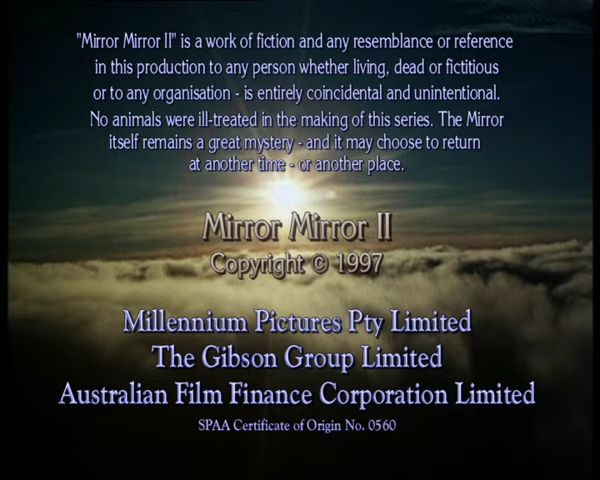 "Mirror Mirror II" is a work of fiction and any resemblance or reference
in this production to any person whether living, dead or fictitious
or to any organisation - is entirely coincidental and unintentional.
No animals were ill-treated in the making of this series. The Mirror
itself remains a great mystery - and it may choose to return
at another time - or another place.
Mirror Mirror II
Copyright © 1997
Millennium Pictures Pty Limited
The Gibson Group Limited
Australian Film Finance Corporation Limited
SPAA Certificate of Origin No. 0560